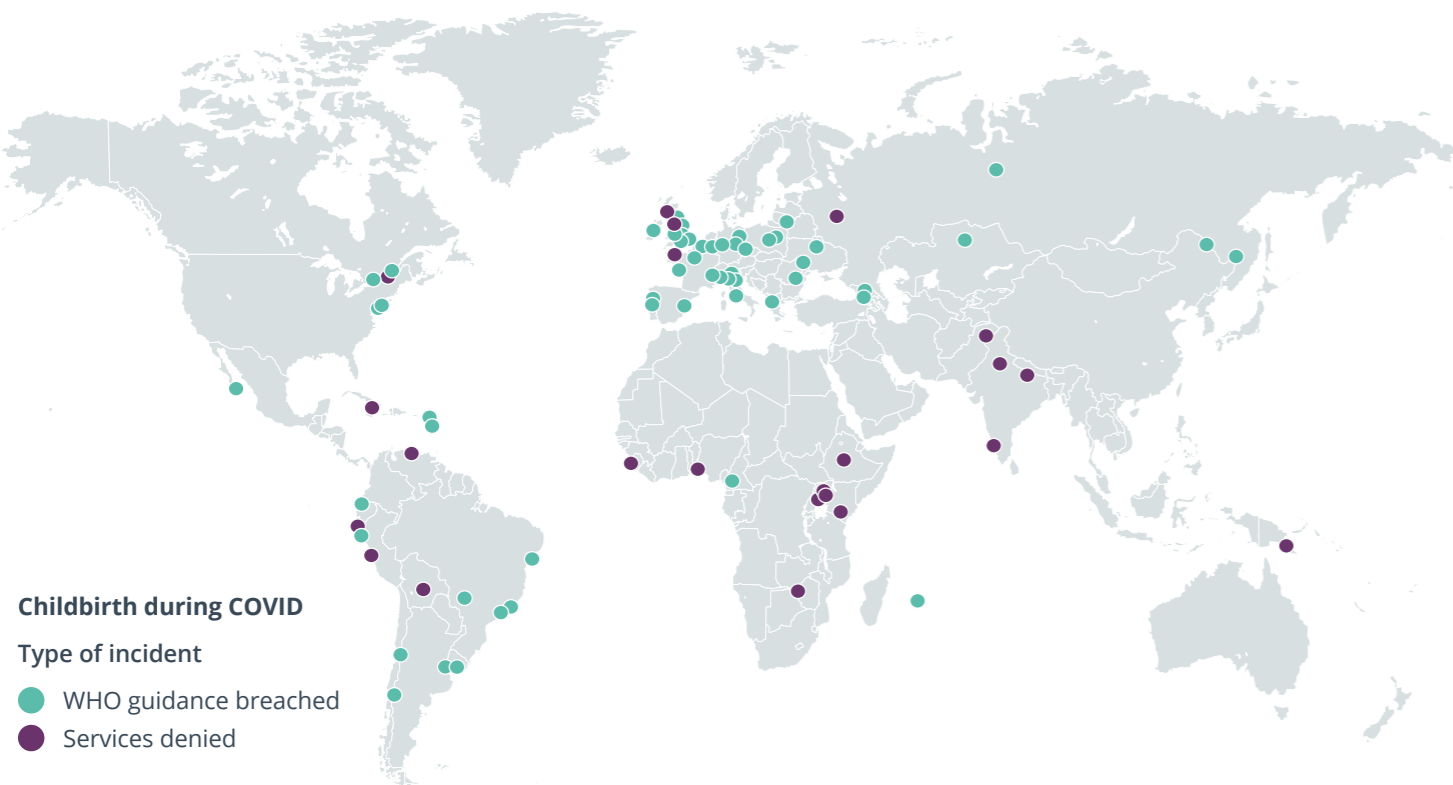 Childbirth during COVID
Type of incident
WHO guidance breached
Services denied